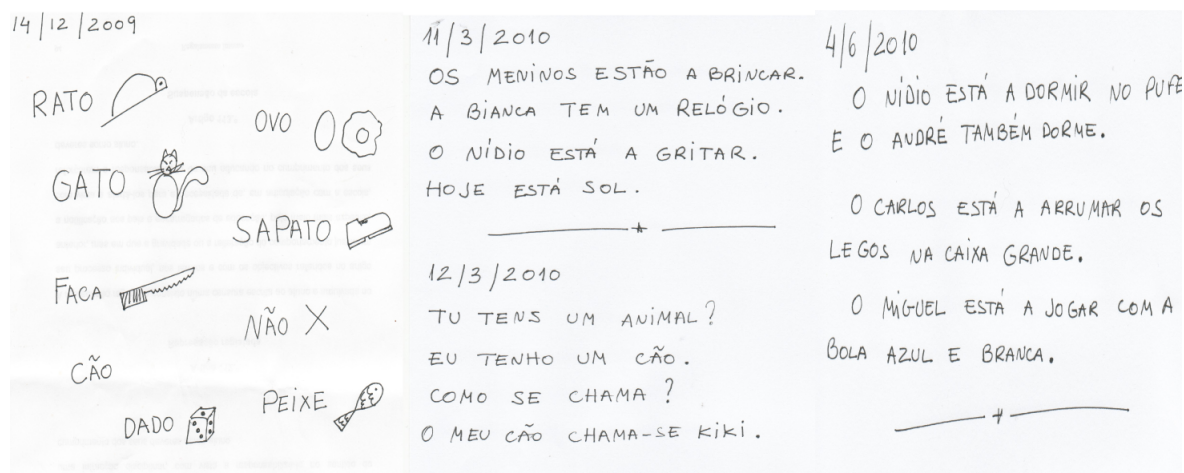 14/12/2009
RATO
OVO
GATO
SAPATO
FACA
NÃO
CÃO
PEIXE
DADO
11/3/2010
OS MENINOS ESTÃO A BRINCAR.
A BIANCA TEM UM RELÓGIO.
O NÍDIO ESTÁ A GRITAR.
HOJE ESTÁ SOL.
12/3/2010
TU TENS UM ANIMAL?
EU TENHO UM CÃO.
COMO SE CHAMA?
O MEU CÃO CHAMA-SE KIKI.
4/6/2010
O NÍDIO ESTÁ A DORMIR NO PUFE
E O ANDRÉ TAMBÉM DORME.
O CARLOS ESTÁ A ARRUMAR OS
LEGOS NA CAIXA GRANDE.
O MIGUEL ESTÁ A JOGAR COM A
BOLA AZUL E BRANCA.